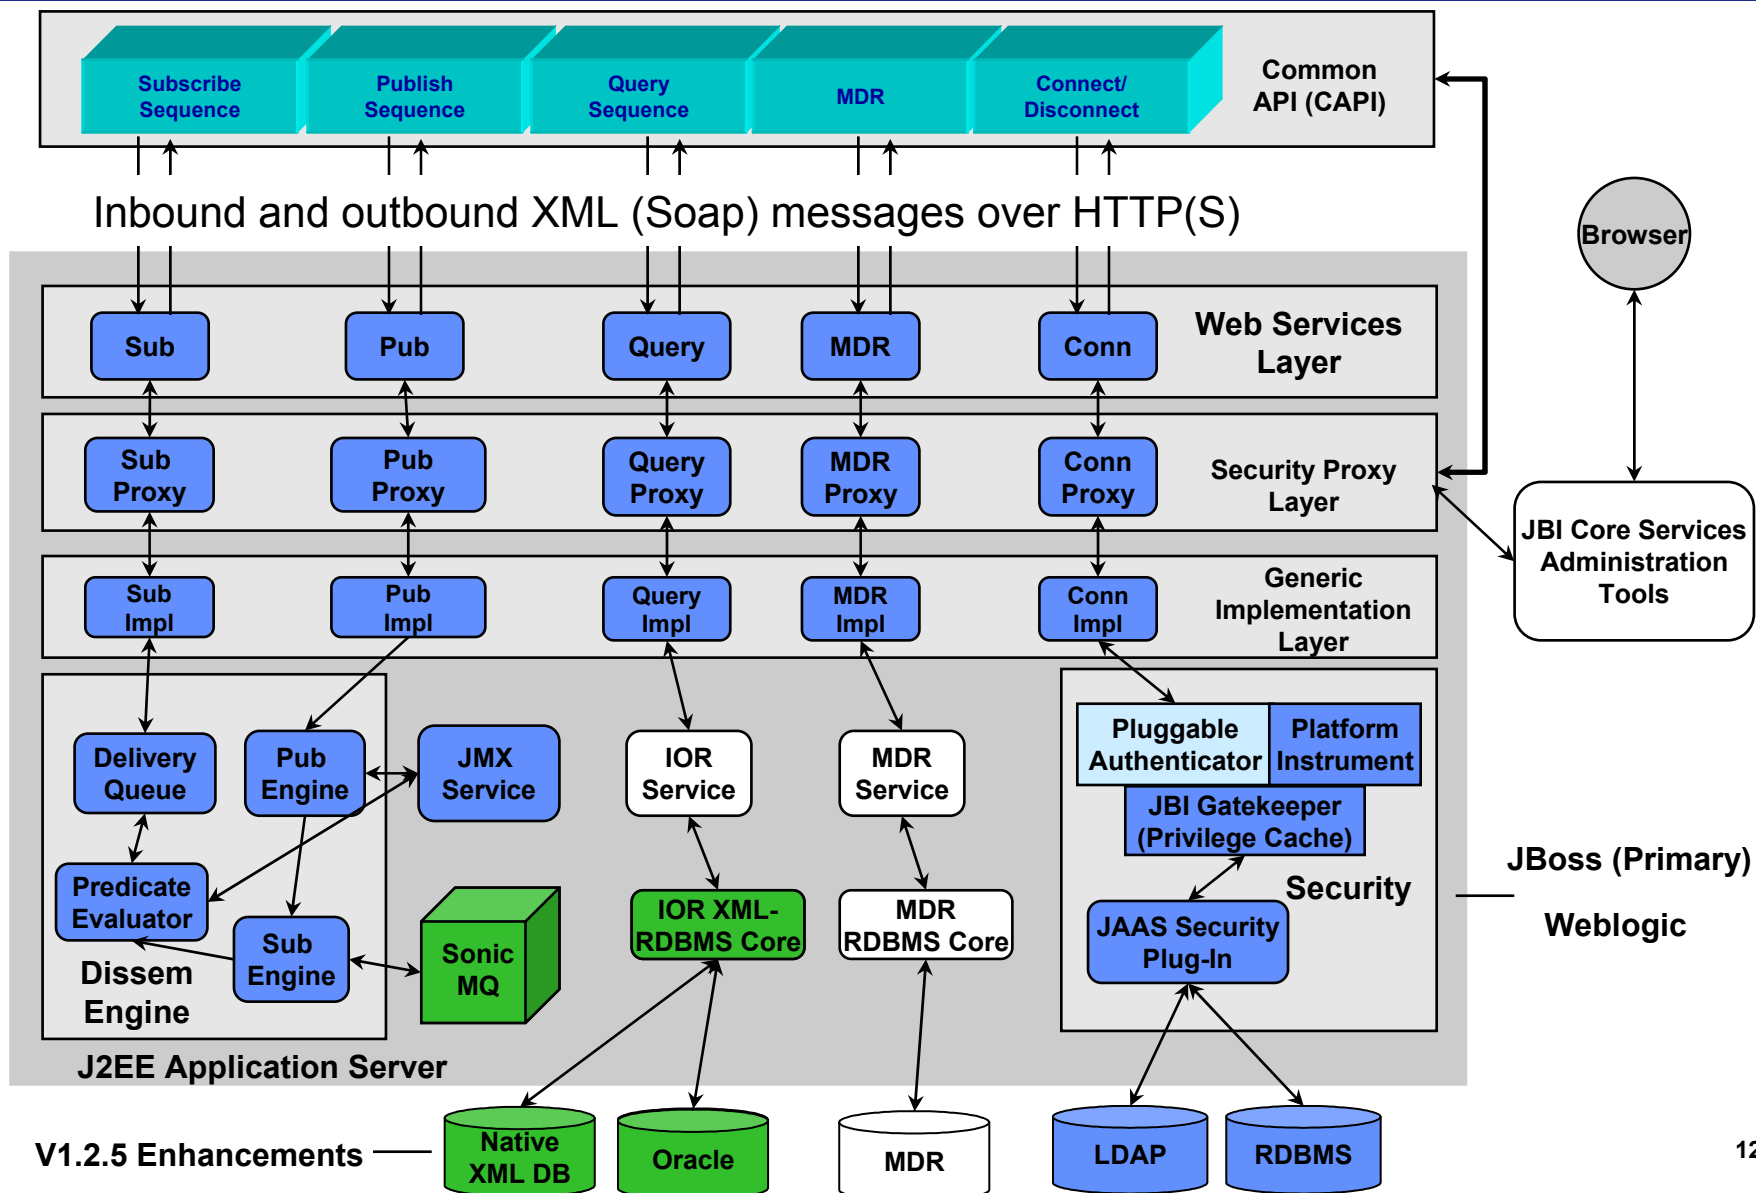 Subscribe
Sequence
Publish
Sequence
Query
Sequence
MDR
Connect/
Disconnect
Common
API (CAPI)
Inbound and outbound XML (Soap) messages over HTTP(S)
Browser
Sub
Pub
Query
MDR
Conn
Web Services
Layer
Sub
Proxy
Pub
Proxy
Query
Proxy
MDR
Proxy
Conn
Proxy
Security Proxy
Layer
JBI Core Services
Administration
Tools
Sub
Impl
Pub
Impl
Query
Impl
MDR
Impl
Conn
Impl
Generic
Implementation
Layer
Delivery
Queue
Pub
Engine
JMX
Service
IOR
Service
MDR
Service
Pluggable
Authenticator
Platform
Instrument
JBI Gatekeeper
(Privilege Cache)
Predicate
Evaluator
Sub
Engine
Sonic
MQ
IOR XML-
RDBMS Core
MDR
RDBMS Core
Security
JAAS Security
Plug-In
JBoss (Primary)
Weblogic
Dissem
Engine
J2EE Application Server
V1.2.5 Enhancements
Native
XML DB
Oracle
MDR
LDAP
RDBMS
12